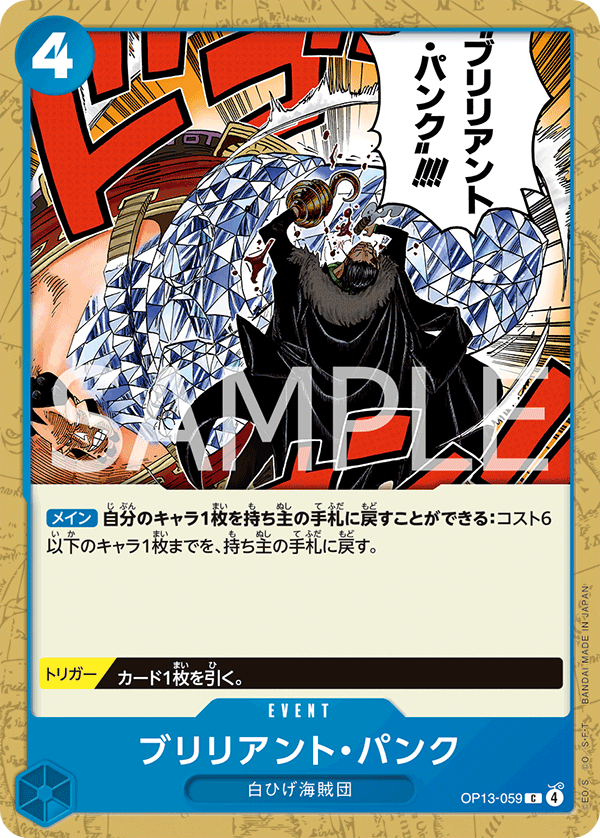 4
"ブリリアント
・パンク"!!!!!
ドーン
SAMPLE
メイン 自分のキャラ1枚を持ち主の手札に戻すことができる:コスト6
以下のキャラ1枚までを、持ち主の手札に戻す。
トリガー カード1枚を引く。
EVENT
ブリリアント・パンク
白ひげ海賊団
OP13-059 C 4
©E.O./S. ©O./S.・F・T BANDAI MADE IN JAPAN